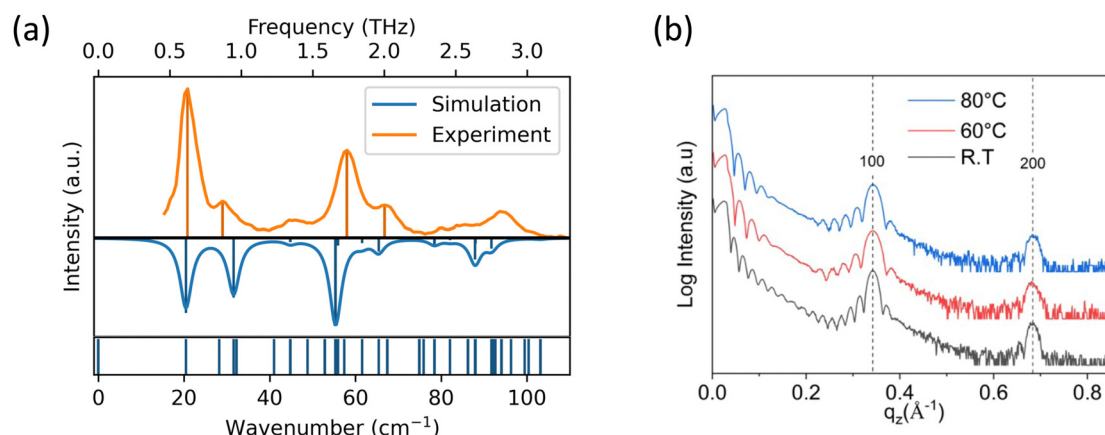 (a)
Frequency (THz)
0.0 0.5 1.0 1.5 2.0 2.5 3.0
Simulation
Experiment
Intensity (a.u.)
0 20 40 60 80 100
Wavenumber (cm⁻¹)
(b)
80°C
60°C
R.T
100
200
Log Intensity (a.u)
0.0 0.2 0.4 0.6 0.8
q_z(Å⁻¹)